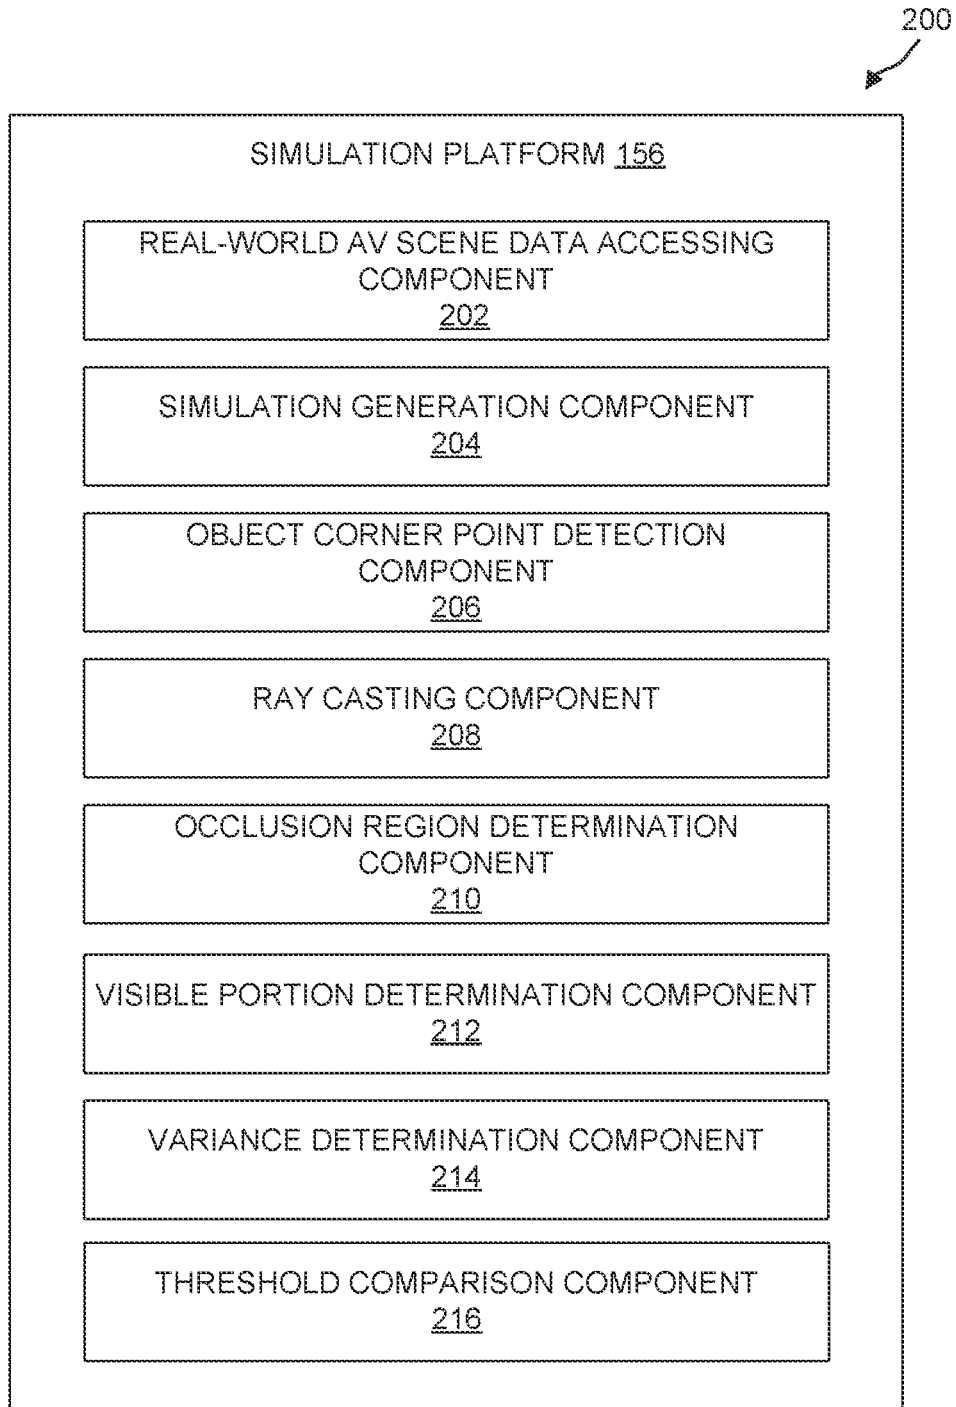 200
SIMULATION PLATFORM 156
REAL-WORLD AV SCENE DATA ACCESSING
COMPONENT
202
SIMULATION GENERATION COMPONENT
204
OBJECT CORNER POINT DETECTION
COMPONENT
206
RAY CASTING COMPONENT
208
OCCLUSION REGION DETERMINATION
COMPONENT
210
VISIBLE PORTION DETERMINATION COMPONENT
212
VARIANCE DETERMINATION COMPONENT
214
THRESHOLD COMPARISON COMPONENT
216